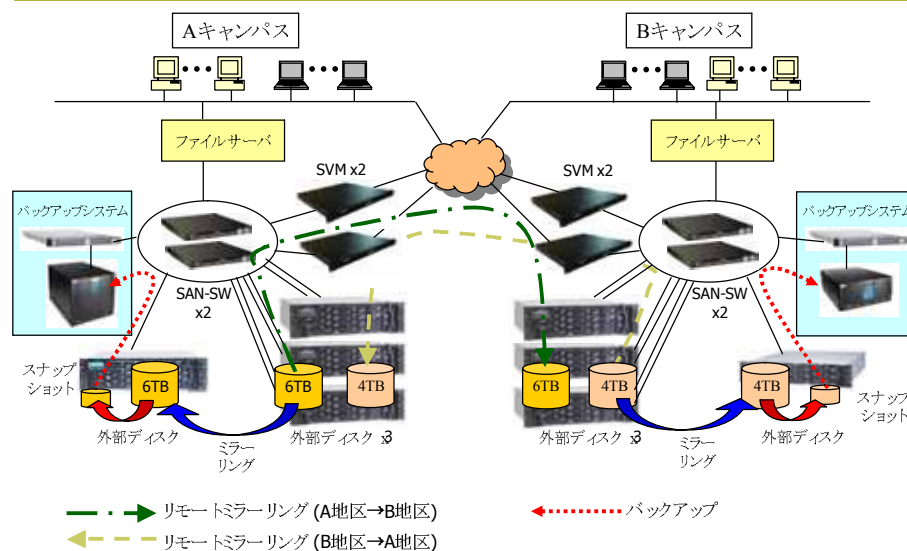 Aキャンパス
Bキャンパス
ファイルサーバ
ファイルサーバ
SVM x2
SVM x2
バックアップシステム
バックアップシステム
SAN-SW
x2
SAN-SW
x2
スナップ
ショット
6TB
6TB
4TB
6TB
4TB
4TB
スナップ
ショット
外部ディスク
ミラー
リング
外部ディスク x3
外部ディスク x3
ミラー
リング
外部ディスク
リモートミラーリング (A地区→B地区)
バックアップ
リモートミラーリング (B地区→A地区)